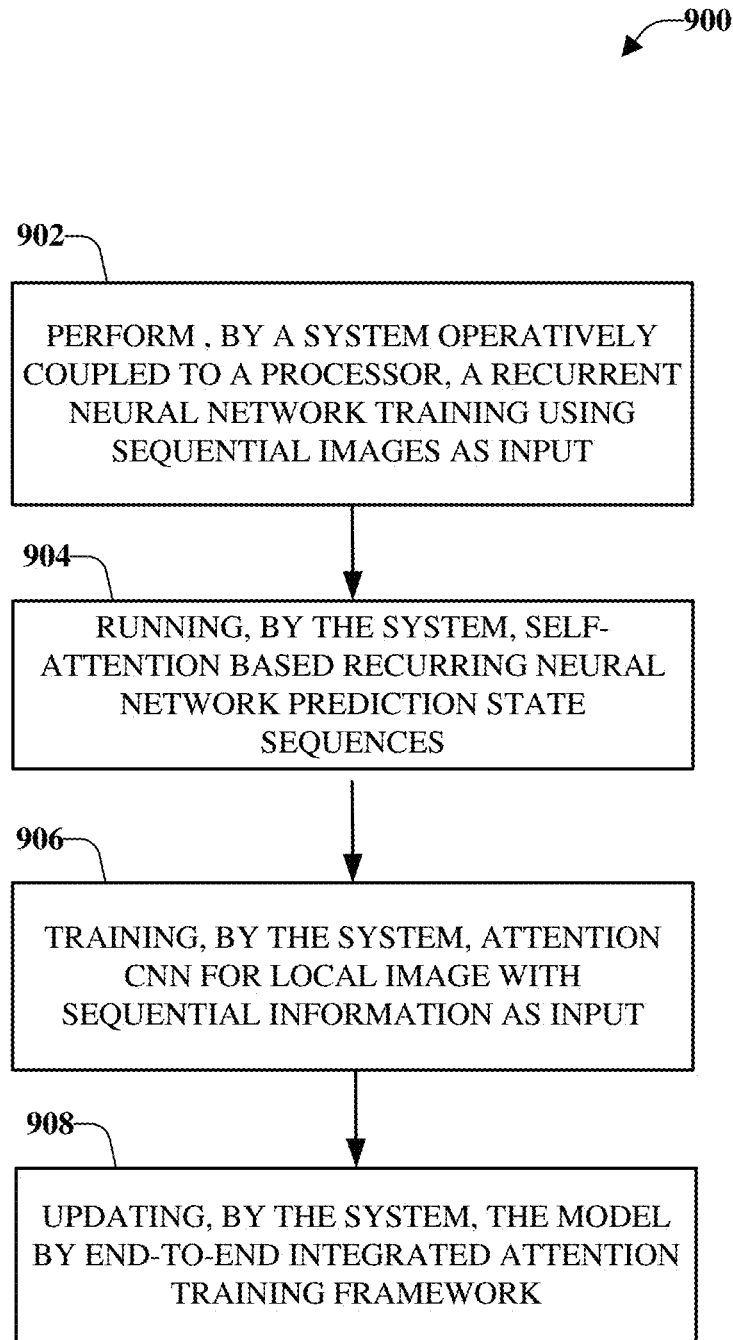 900
902
PERFORM , BY A SYSTEM OPERATIVELY
COUPLED TO A PROCESSOR, A RECURRENT
NEURAL NETWORK TRAINING USING
SEQUENTIAL IMAGES AS INPUT
904
RUNNING, BY THE SYSTEM, SELF-
ATTENTION BASED RECURRING NEURAL
NETWORK PREDICTION STATE
SEQUENCES
906
TRAINING, BY THE SYSTEM, ATTENTION
CNN FOR LOCAL IMAGE WITH
SEQUENTIAL INFORMATION AS INPUT
908
UPDATING, BY THE SYSTEM, THE MODEL
BY END-TO-END INTEGRATED ATTENTION
TRAINING FRAMEWORK